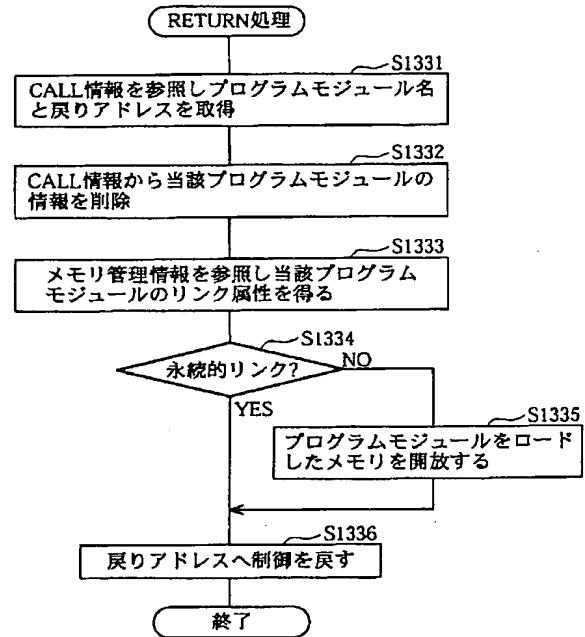 RETURN処理
S1331
CALL情報を参照しプログラムモジュール名
と戻りアドレスを取得
S1332
CALL情報から当該プログラムモジュールの
情報を削除
S1333
メモリ管理情報を参照し当該プログラム
モジュールのリンク属性を得る
S1334
永続的リンク?
NO
YES
S1335
プログラムモジュールをロード
したメモリを開放する
S1336
戻りアドレスへ制御を戻す
終了